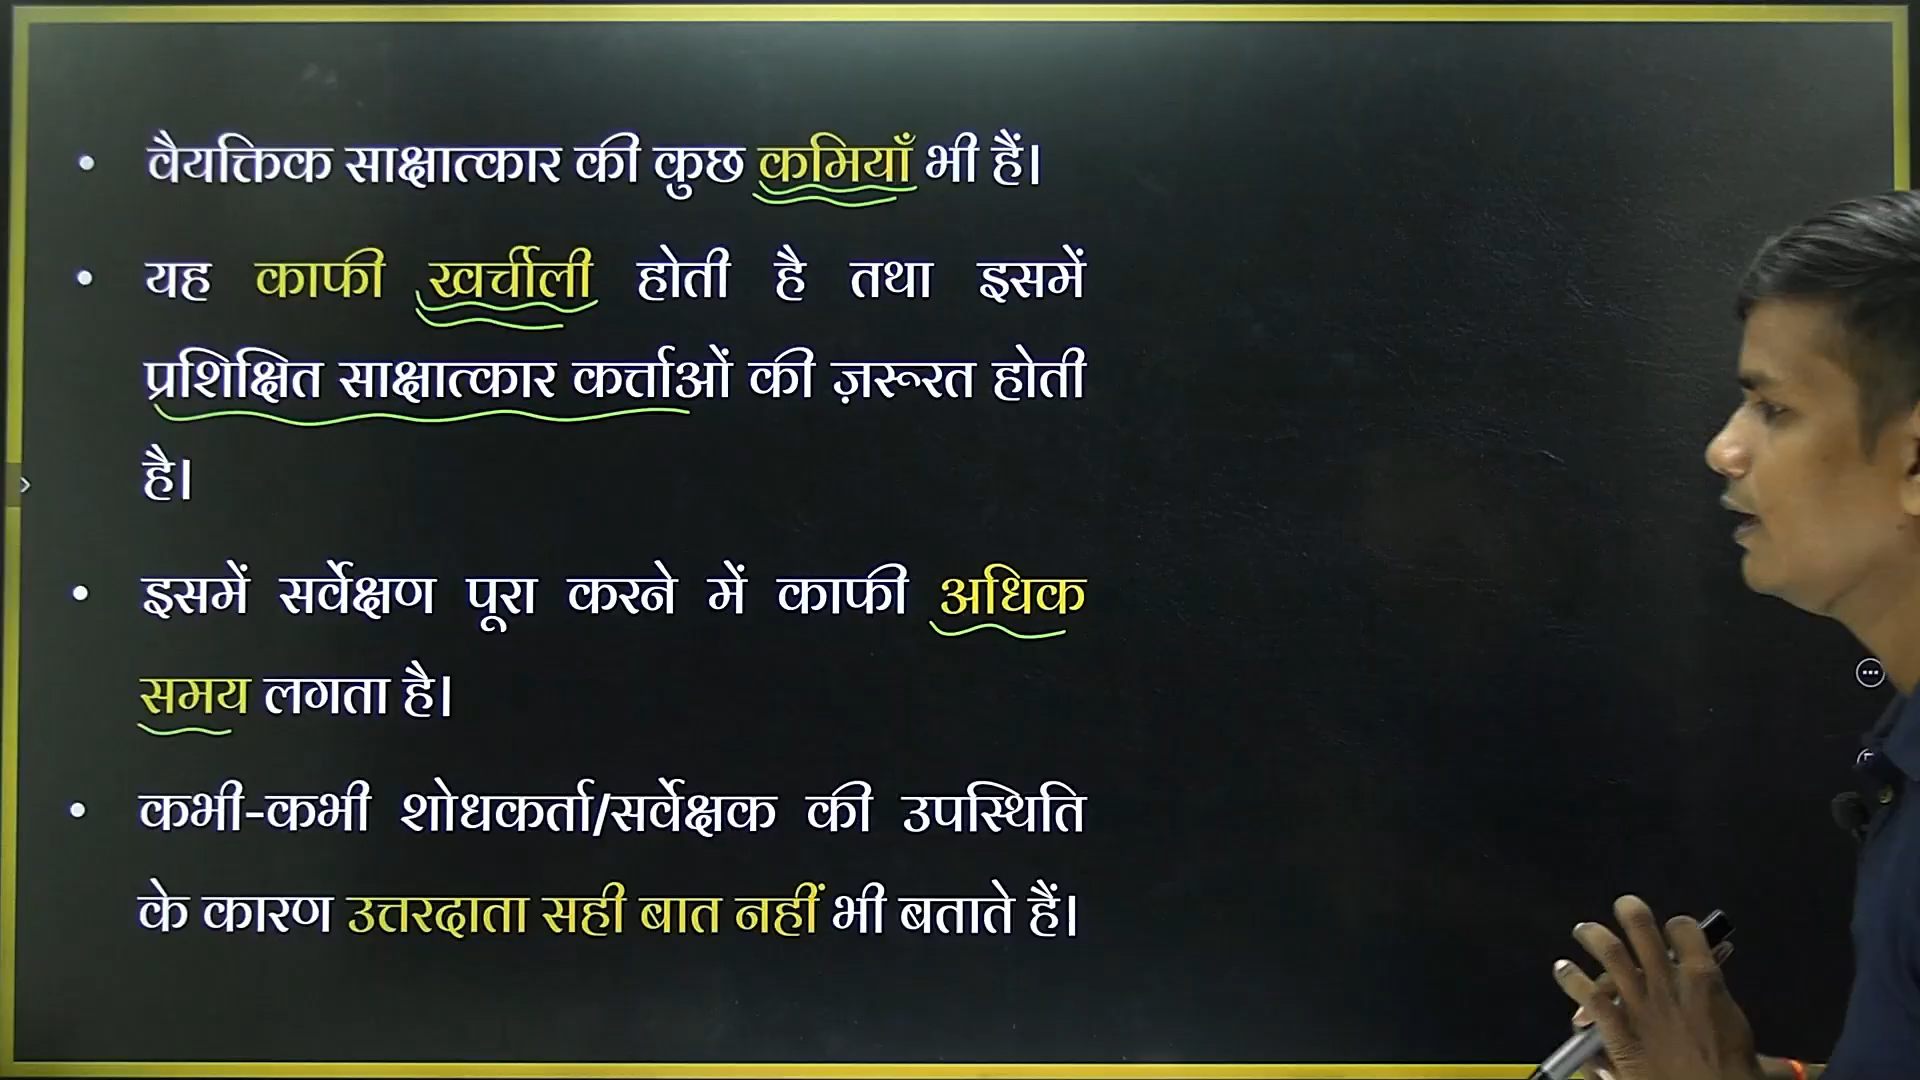 • वैयक्तिक साक्षात्कार की कुछ कमियाँ भी हैं।
• यह काफी खर्चीली होती है तथा इसमें
प्रशिक्षित साक्षात्कार कर्त्ताओं की ज़रूरत होती
है।
• इसमें सर्वेक्षण पूरा करने में काफी अधिक
समय लगता है।
• कभी-कभी शोधकर्ता/सर्वेक्षक की उपस्थिति
के कारण उत्तरदाता सही बात नहीं भी बताते हैं।